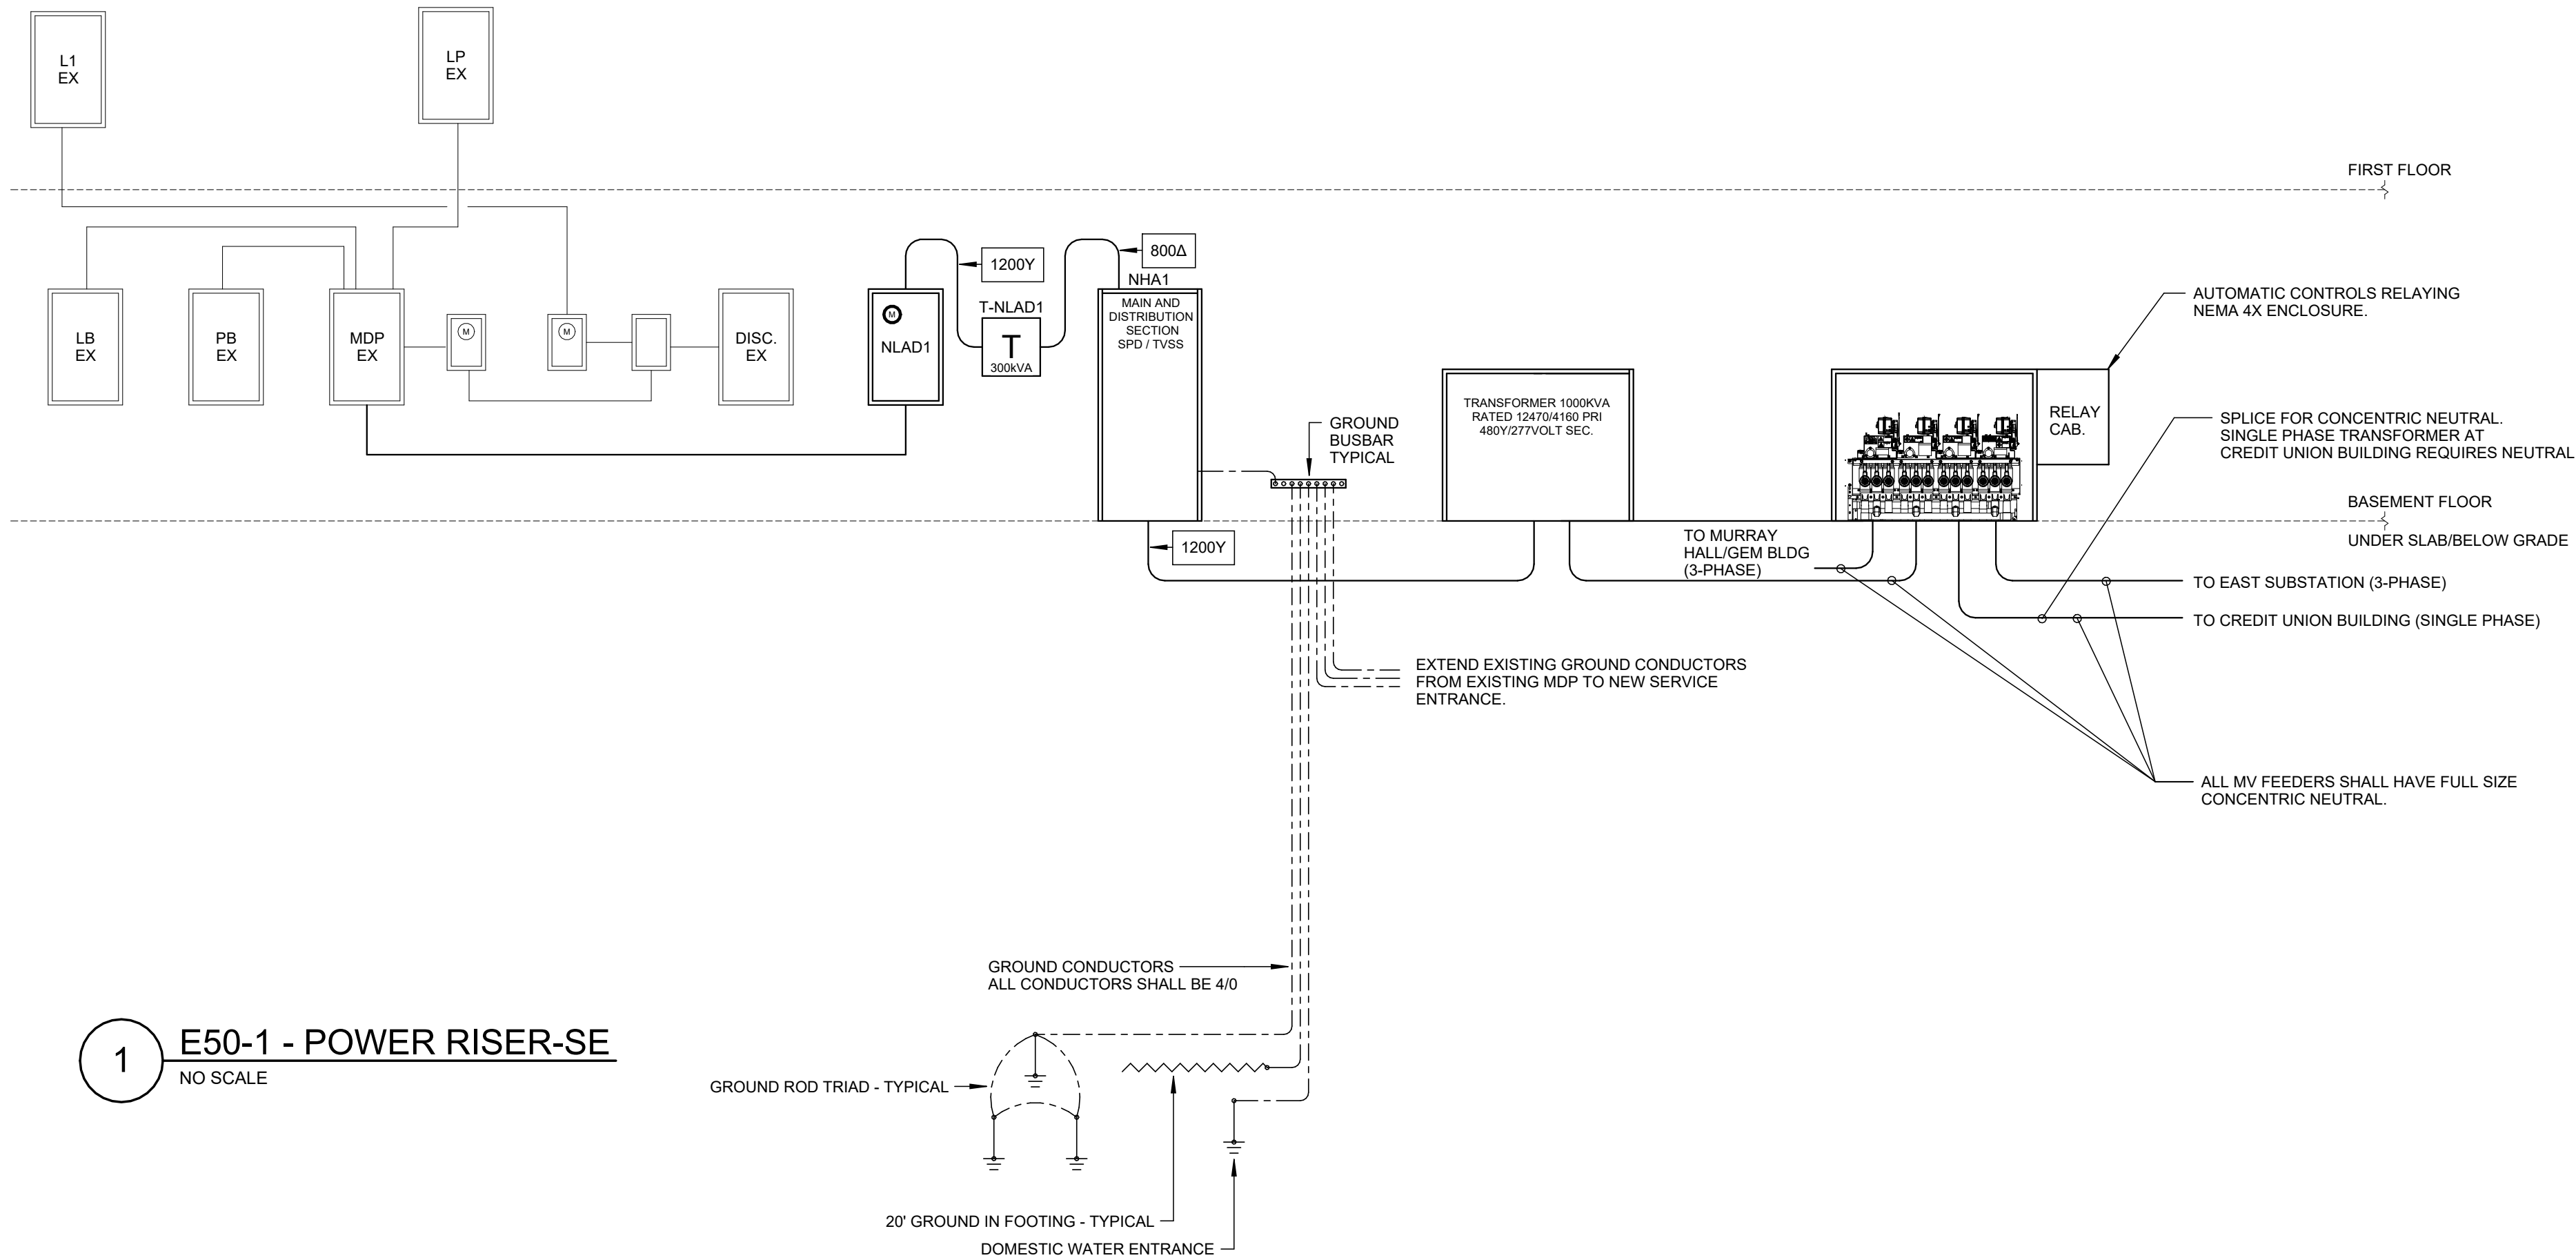 L1
EX
LP
EX
FIRST FLOOR
LB
EX
PB
EX
MDP
EX
M
M
DISC.
EX
M
NLAD1
1200Y
T-NLAD1
T
300kVA
800Δ
NHA1
MAIN AND
DISTRIBUTION
SECTION
SPD / TVSS
GROUND
BUSBAR
TYPICAL
TRANSFORMER 1000KVA
RATED 12470/4160 PRI
480Y/277VOLT SEC.
RELAY
CAB.
AUTOMATIC CONTROLS RELAYING
NEMA 4X ENCLOSURE.
SPLICE FOR CONCENTRIC NEUTRAL.
SINGLE PHASE TRANSFORMER AT
CREDIT UNION BUILDING REQUIRES NEUTRAL
BASEMENT FLOOR
UNDER SLAB/BELOW GRADE
1200Y
TO MURRAY
HALL/GEM BLDG
(3-PHASE)
TO EAST SUBSTATION (3-PHASE)
TO CREDIT UNION BUILDING (SINGLE PHASE)
EXTEND EXISTING GROUND CONDUCTORS
FROM EXISTING MDP TO NEW SERVICE
ENTRANCE.
ALL MV FEEDERS SHALL HAVE FULL SIZE
CONCENTRIC NEUTRAL.
GROUND CONDUCTORS
ALL CONDUCTORS SHALL BE 4/0
1
E50-1 - POWER RISER-SE
NO SCALE
GROUND ROD TRIAD - TYPICAL
20' GROUND IN FOOTING - TYPICAL
DOMESTIC WATER ENTRANCE